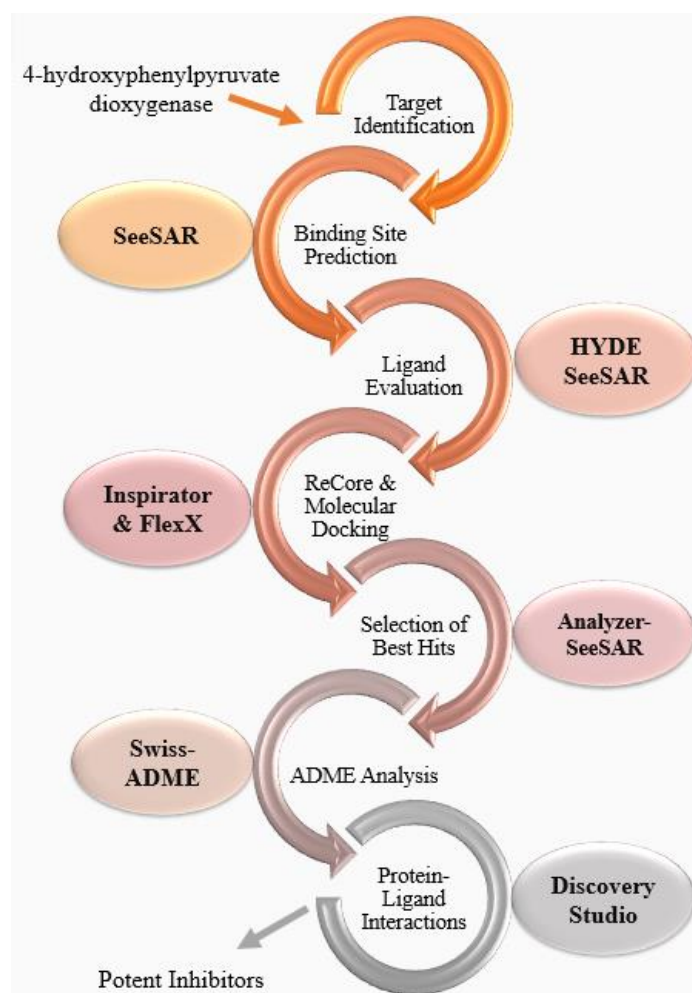 4-hydroxyphenylpyruvate
dioxygenase
Target
Identification
SeeSAR
Binding Site
Prediction
Ligand
Evaluation
HYDE
SeeSAR
Inspirator
& FlexX
ReCore &
Molecular
Docking
Selection of
Best Hits
Analyzer-
SeeSAR
Swiss-
ADME
ADME Analysis
Protein-
Ligand
Interactions
Discovery
Studio
Potent Inhibitors